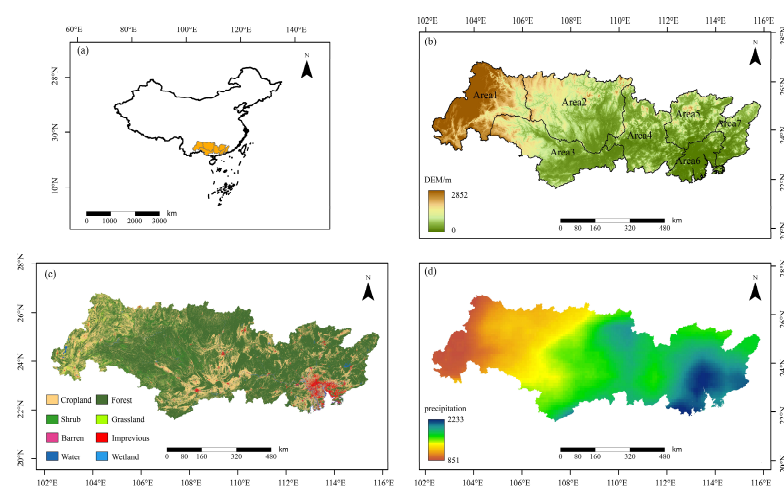 60°E 80°E 100°E 120°E 140°E
(a)
N
30°N
10°N
0 1000 2000 3000 km
102°E 104°E 106°E 108°E 110°E 112°E 114°E 116°E
(b)
N
Area1
Area2
Area4
Area7
Area6
DEM/m
2852
0
0 80 160 320 480 km
(c)
N
28°N
26°N
24°N
22°N
20°N
Cropland Forest
Shrub Grassland
Barren Imprevious
Water Wetland
0 80 160 320 480 km
102°E 104°E 106°E 108°E 110°E 112°E 114°E 116°E
(d)
N
precipitation
2233
851
0 80 160 320 480 km
102°E 104°E 106°E 108°E 110°E 112°E 114°E 116°E